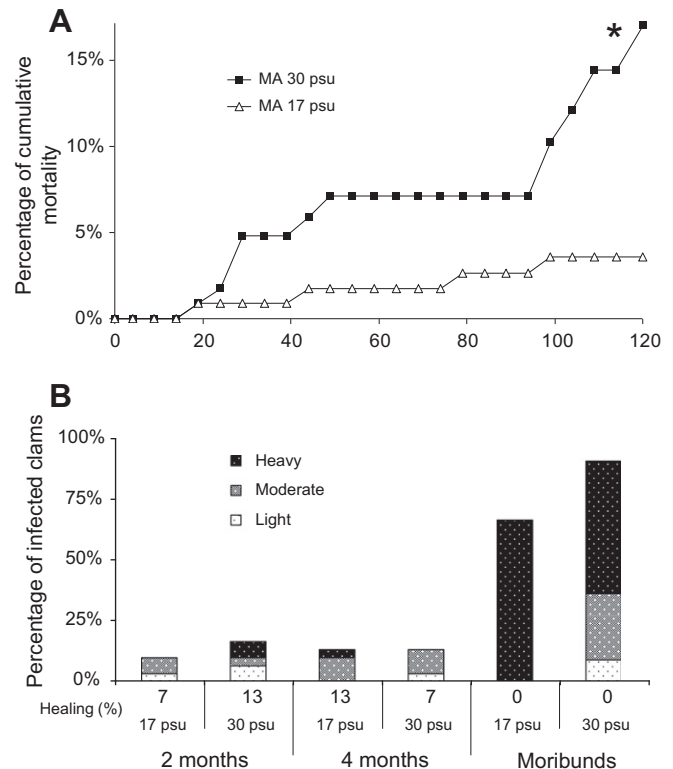 A
Percentage of cumulative
mortality
15%
10%
5%
0%
MA 30 psu
MA 17 psu
*
0 20 40 60 80 100 120
B
Percentage of infected clams
100%
75%
50%
25%
0%
Heavy
Moderate
Light
Healing (%) 7 13 13 7 0 0
17 psu 30 psu 17 psu 30 psu 17 psu 30 psu
2 months 4 months Moribunds